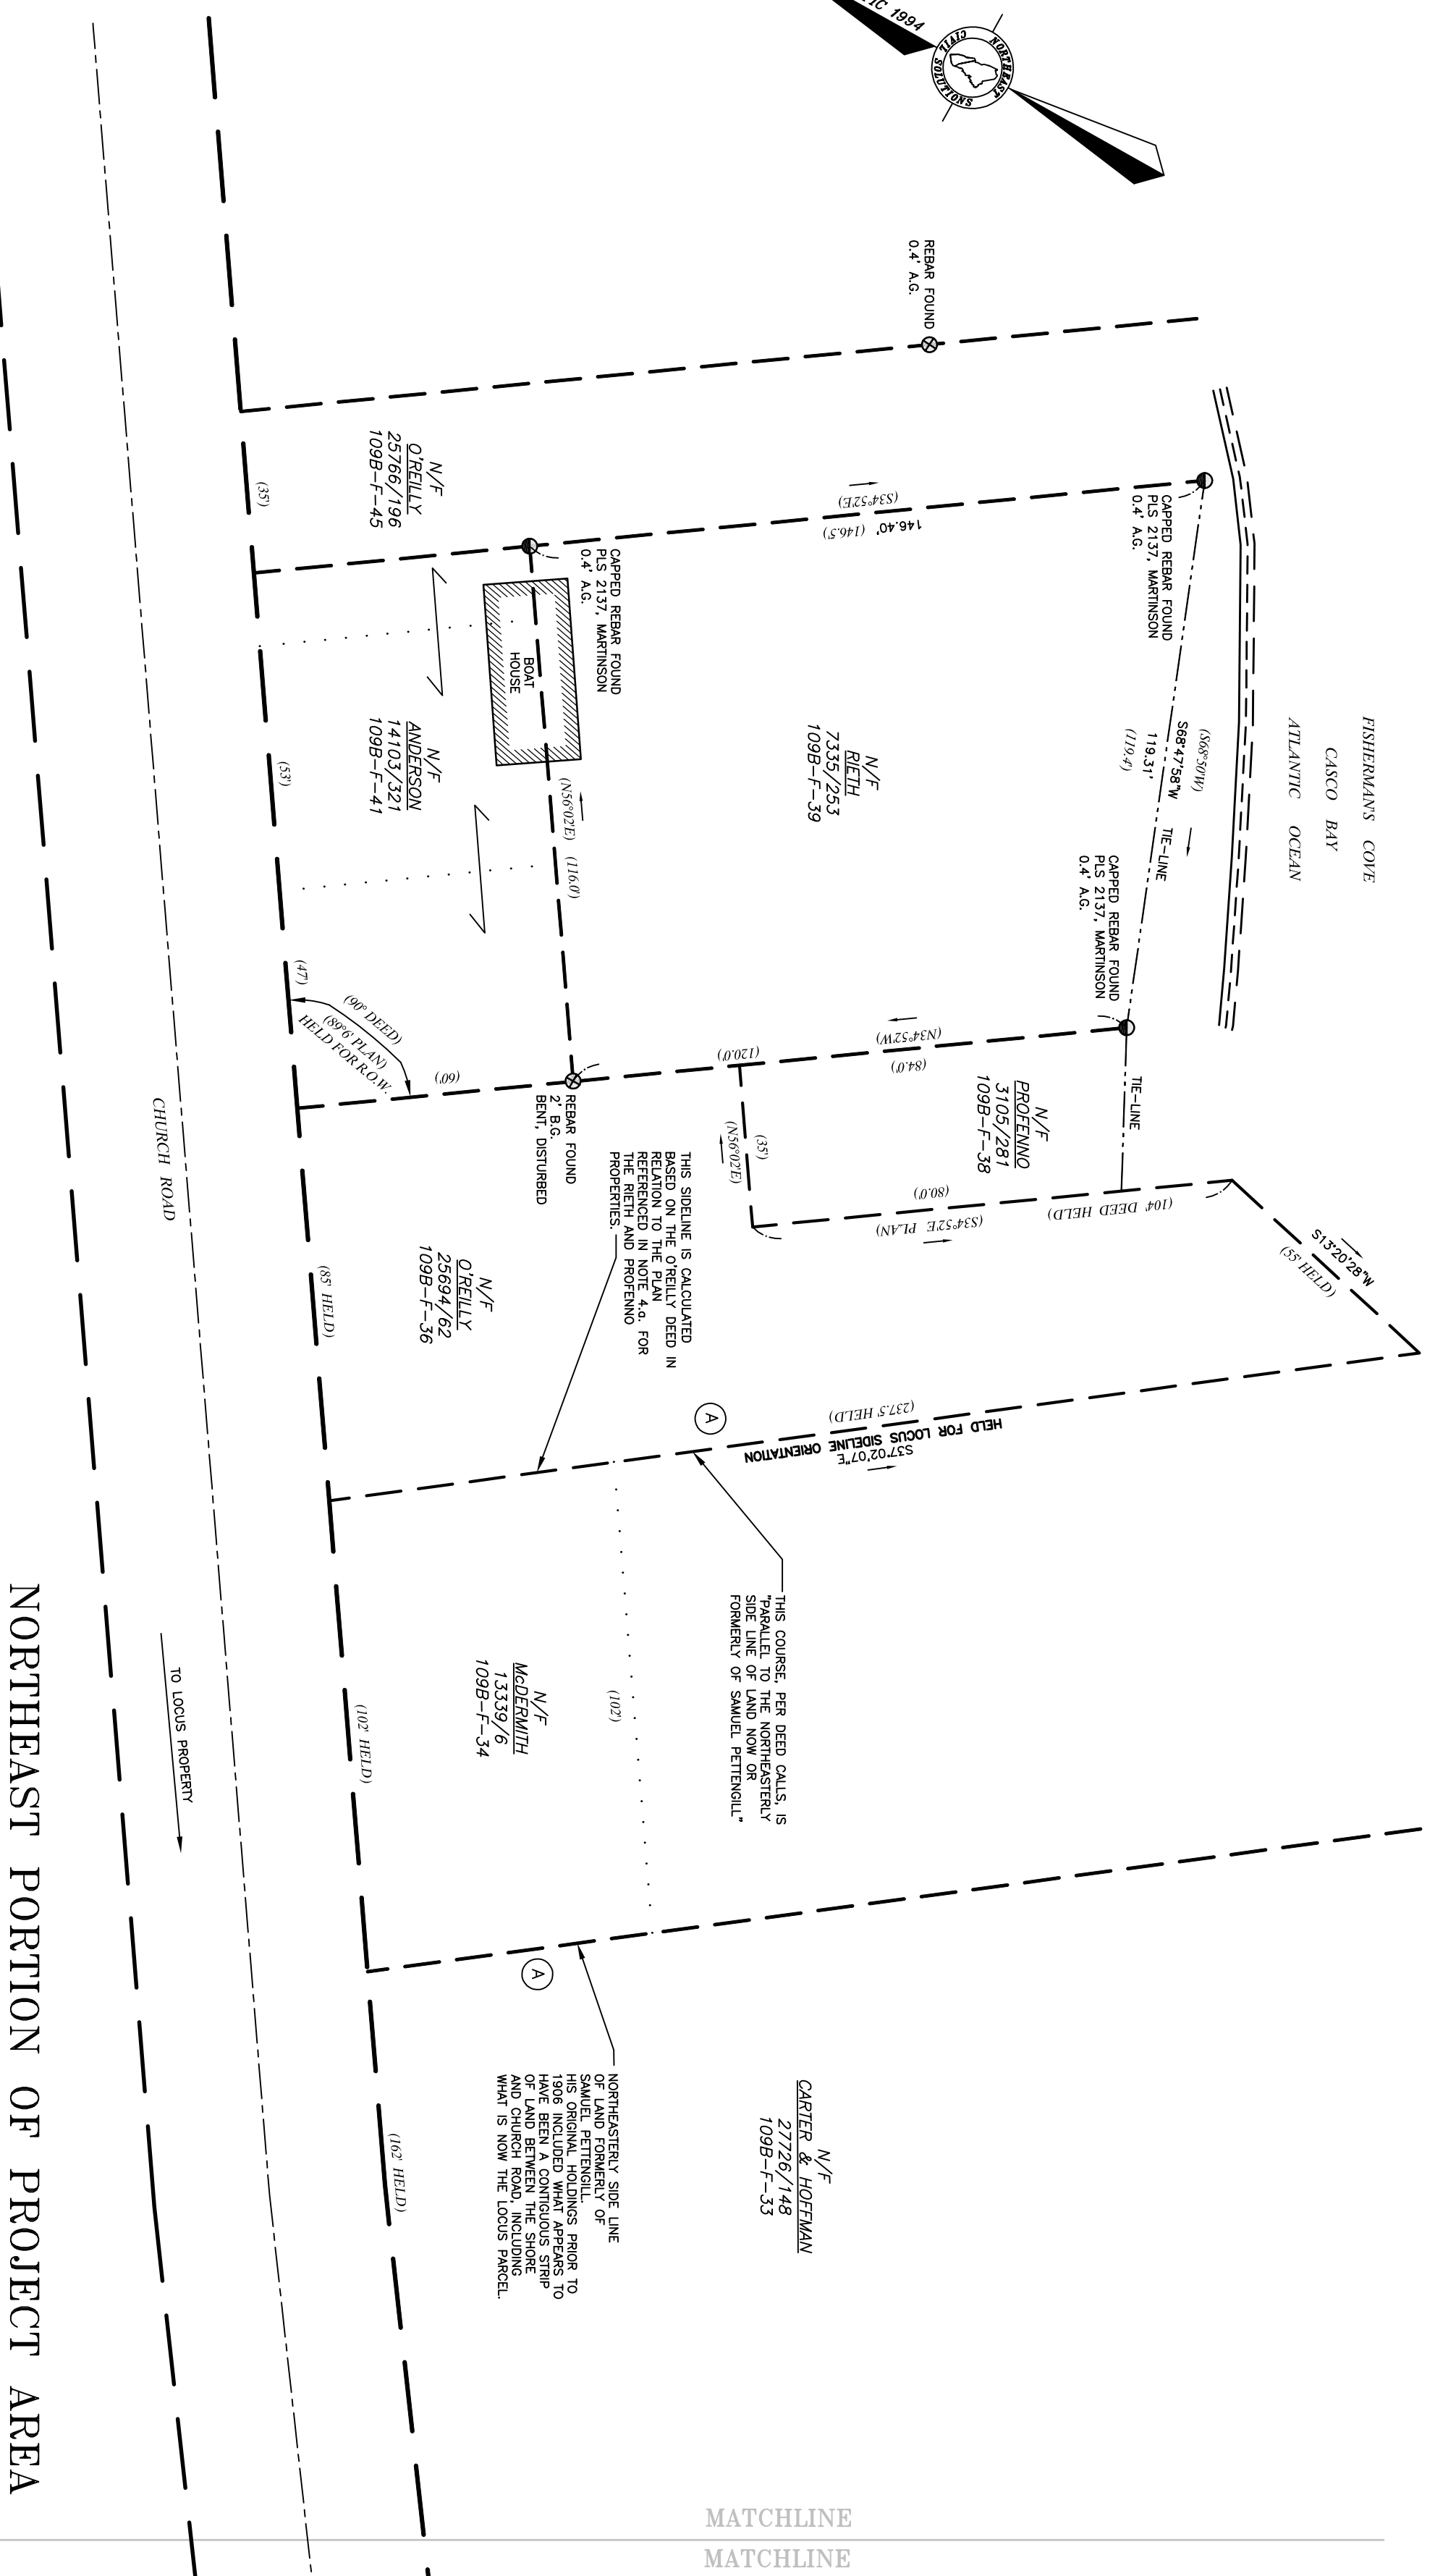 TIC 1994
NORTHEAST
CIVIL
SOLUTIONS
REBAR FOUND
0.4' A.G.
FISHERMAN'S COVE
CASCO BAY
ATLANTIC OCEAN
CAPPED REBAR FOUND
PLS 2137, MARTINSON
0.4' A.G.
(S68°50'W)
S68°47'58"W
119.31'
(119.4')
TIE-LINE
CAPPED REBAR FOUND
PLS 2137, MARTINSON
0.4' A.G.
TIE-LINE
(S34°52'E)
146.40' (146.5')
N/F
O'REILLY
25766/196
109B-F-45
(35')
CAPPED REBAR FOUND
PLS 2137, MARTINSON
0.4' A.G.
BOAT
HOUSE
N/F
RIETH
7335/253
109B-F-39
N/F
ANDERSON
14103/321
109B-F-41
(N56°02'E) (116.0')
(53')
(47')
(90° DEED)
(89°6' PLAN)
HELD FOR R.O.W.
(60')
REBAR FOUND
2' B.G.
BENT, DISTURBED
(120.0')
(N34°52'W)
(84.0')
N/F
PROFENNO
3105/281
109B-F-38
(35')
(N56°02'E)
(80.0')
(S34°52'E PLAN)
(104' DEED HELD)
S13°20'28"W
(55' HELD)
THIS SIDELINE IS CALCULATED
BASED ON THE O'REILLY DEED IN
RELATION TO THE PLAN
REFERENCED IN NOTE 4.a. FOR
THE RIETH AND PROFENNO
PROPERTIES.
N/F
O'REILLY
25694/62
109B-F-36
(85' HELD)
CHURCH ROAD
A
(237.5' HELD)
HELD FOR LOCUS SIDELINE ORIENTATION
S37°02'07"E
THIS COURSE, PER DEED CALLS, IS
"PARALLEL TO THE NORTHEASTERLY
SIDE LINE OF LAND NOW OR
FORMERLY OF SAMUEL PETTENGILL"
(102')
N/F
McDERMITH
13339/6
109B-F-34
(102' HELD)
TO LOCUS PROPERTY
A
NORTHEASTERLY SIDE LINE
OF LAND FORMERLY OF
SAMUEL PETTENGILL.
HIS ORIGINAL HOLDINGS PRIOR TO
1906 INCLUDED WHAT APPEARS TO
HAVE BEEN A CONTIGUOUS STRIP
OF LAND BETWEEN THE SHORE
AND CHURCH ROAD, INCLUDING
WHAT IS NOW THE LOCUS PARCEL.
N/F
CARTER & HOFFMAN
27726/148
109B-F-33
(162' HELD)
NORTHEAST PORTION OF PROJECT AREA
MATCHLINE
MATCHLINE